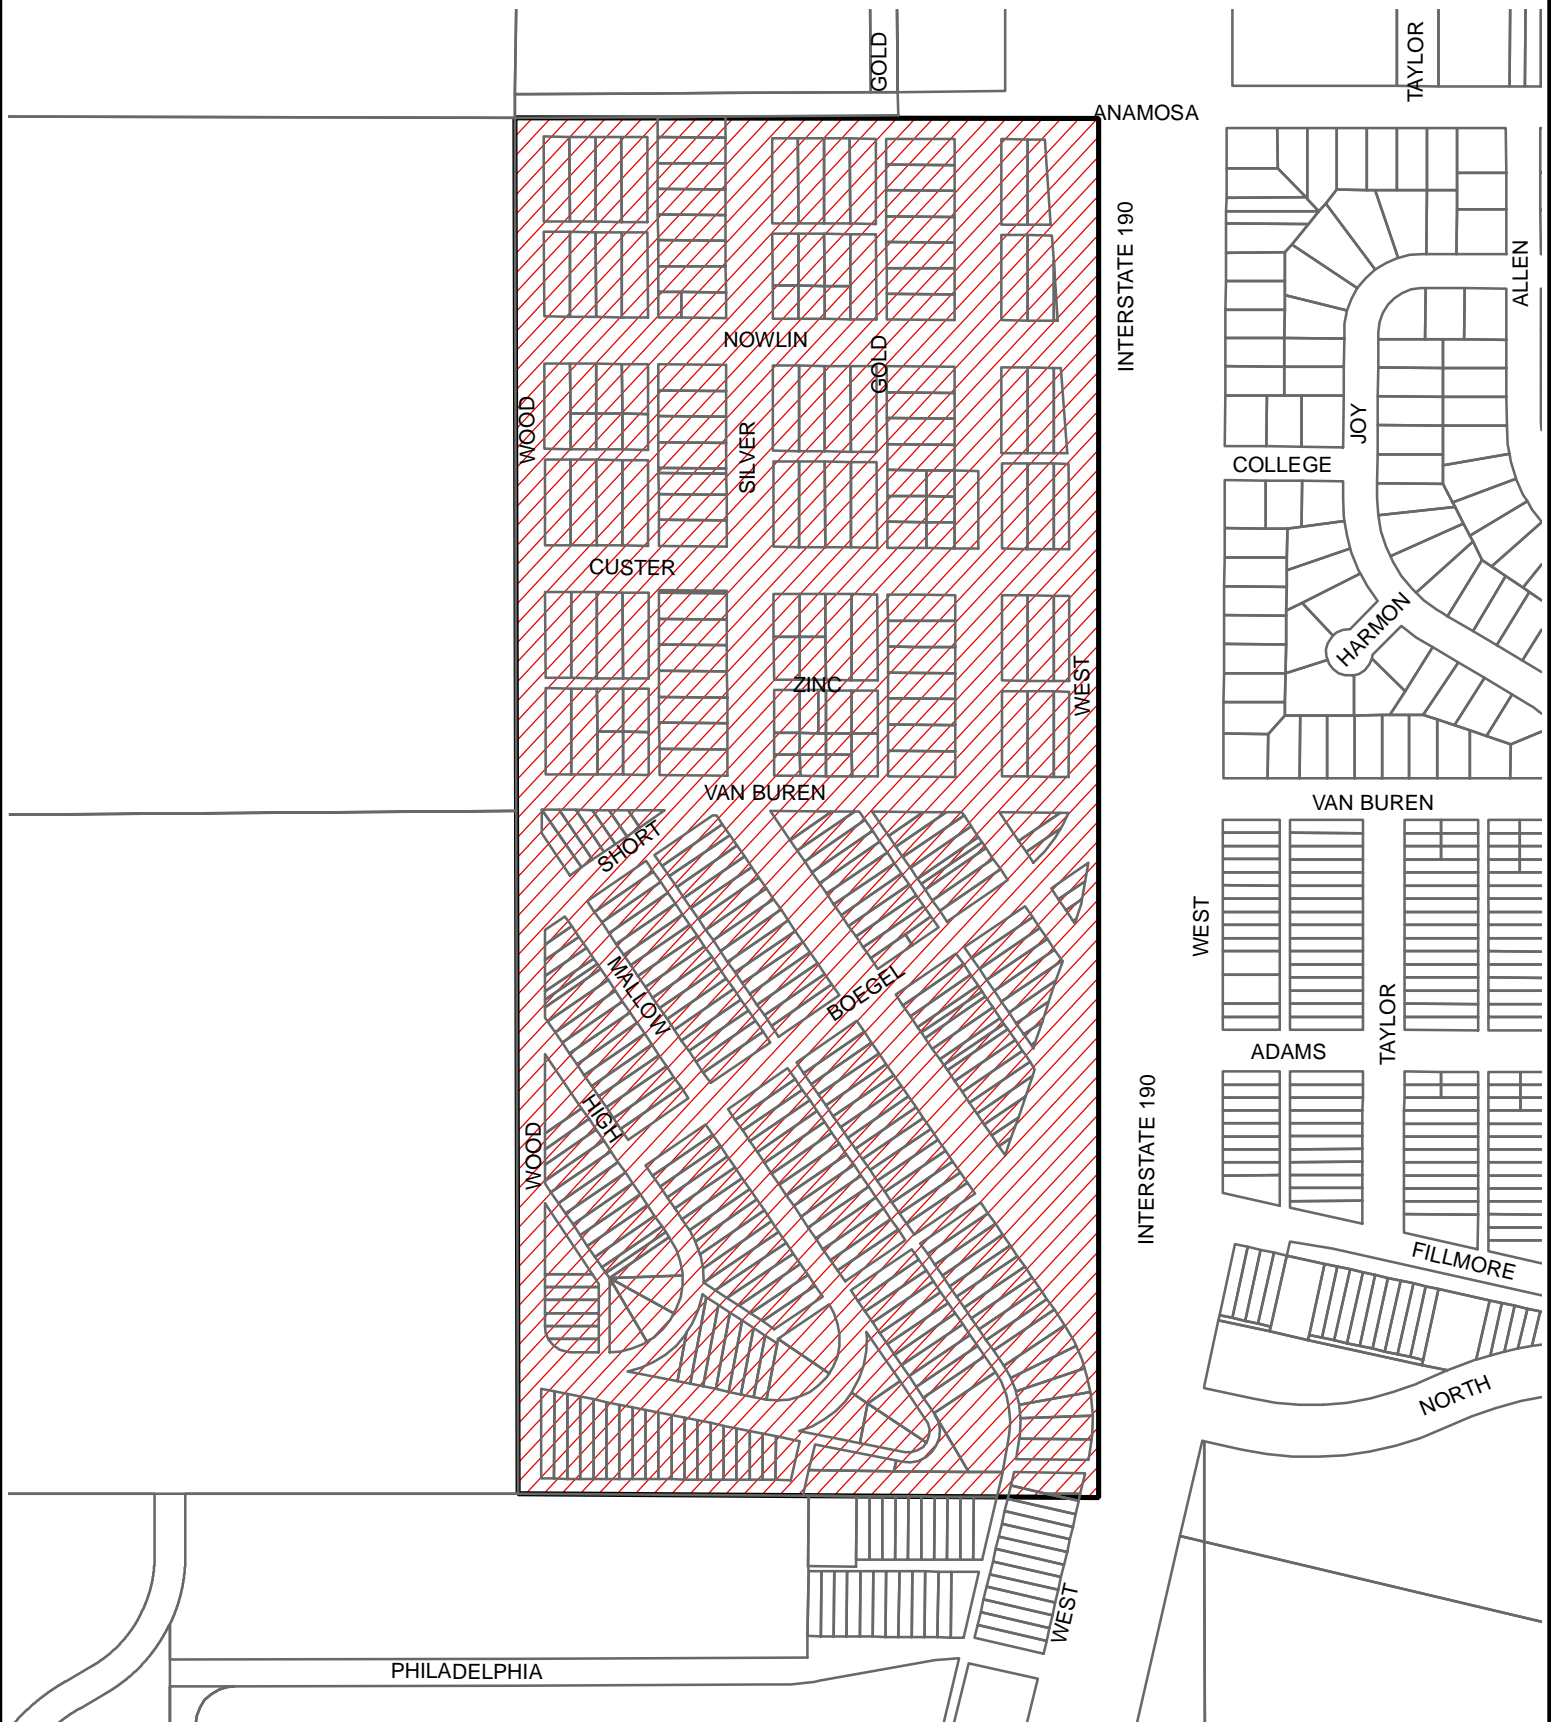 GOLD
TAYLOR
ANAMOSA
INTERSTATE 190
ALLEN
NOWLIN
GOLD
WOOD
SILVER
JOY
COLLEGE
CUSTER
HARMON
ZINC
WEST
VAN BUREN
VAN BUREN
SHORT
WEST
MALLOW
BOEGEL
TAYLOR
ADAMS
HIGH
WOOD
INTERSTATE 190
FILLMORE
NORTH
WEST
PHILADELPHIA